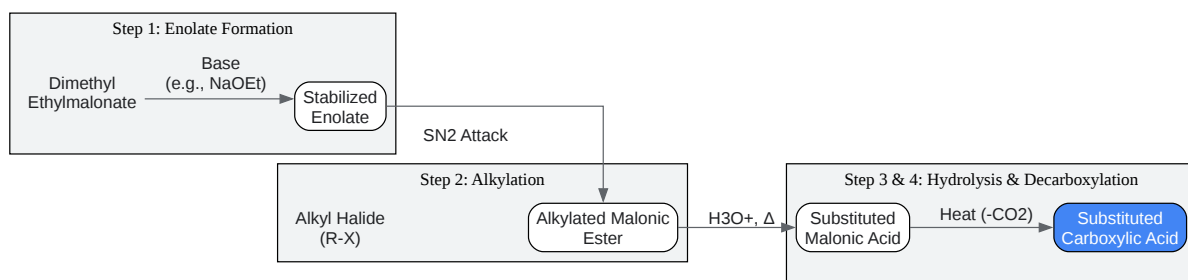 Step 1: Enolate Formation
Dimethyl
Ethylmalonate
Base
(e.g., NaOEt)
Stabilized
Enolate
SN2 Attack
Step 2: Alkylation
Alkyl Halide
(R-X)
Alkylated Malonic
Ester
H3O+, Δ
Step 3 & 4: Hydrolysis & Decarboxylation
Substituted
Malonic Acid
Heat (-CO2)
Substituted
Carboxylic Acid